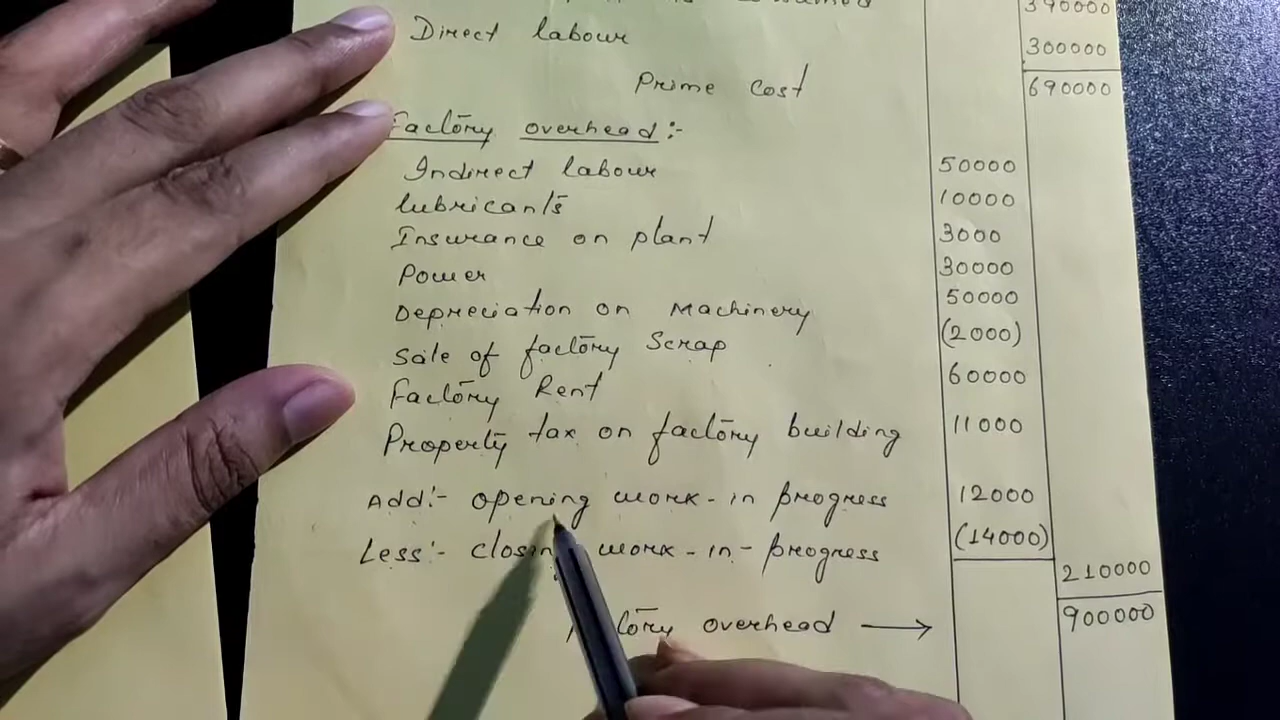 390000
Direct labour 300000
Prime cost 690000
Factory overhead :-
Indirect labour 50000
lubricants 10000
Insurance on plant 3000
Power 30000
Depreciation on Machinery 50000
Sale of factory Scrap (2000)
Factory Rent 60000
Property tax on factory building 11000
Add:- opening work-in progress 12000
Less:- closing work-in-progress (14000)
210000
overhead → 900000